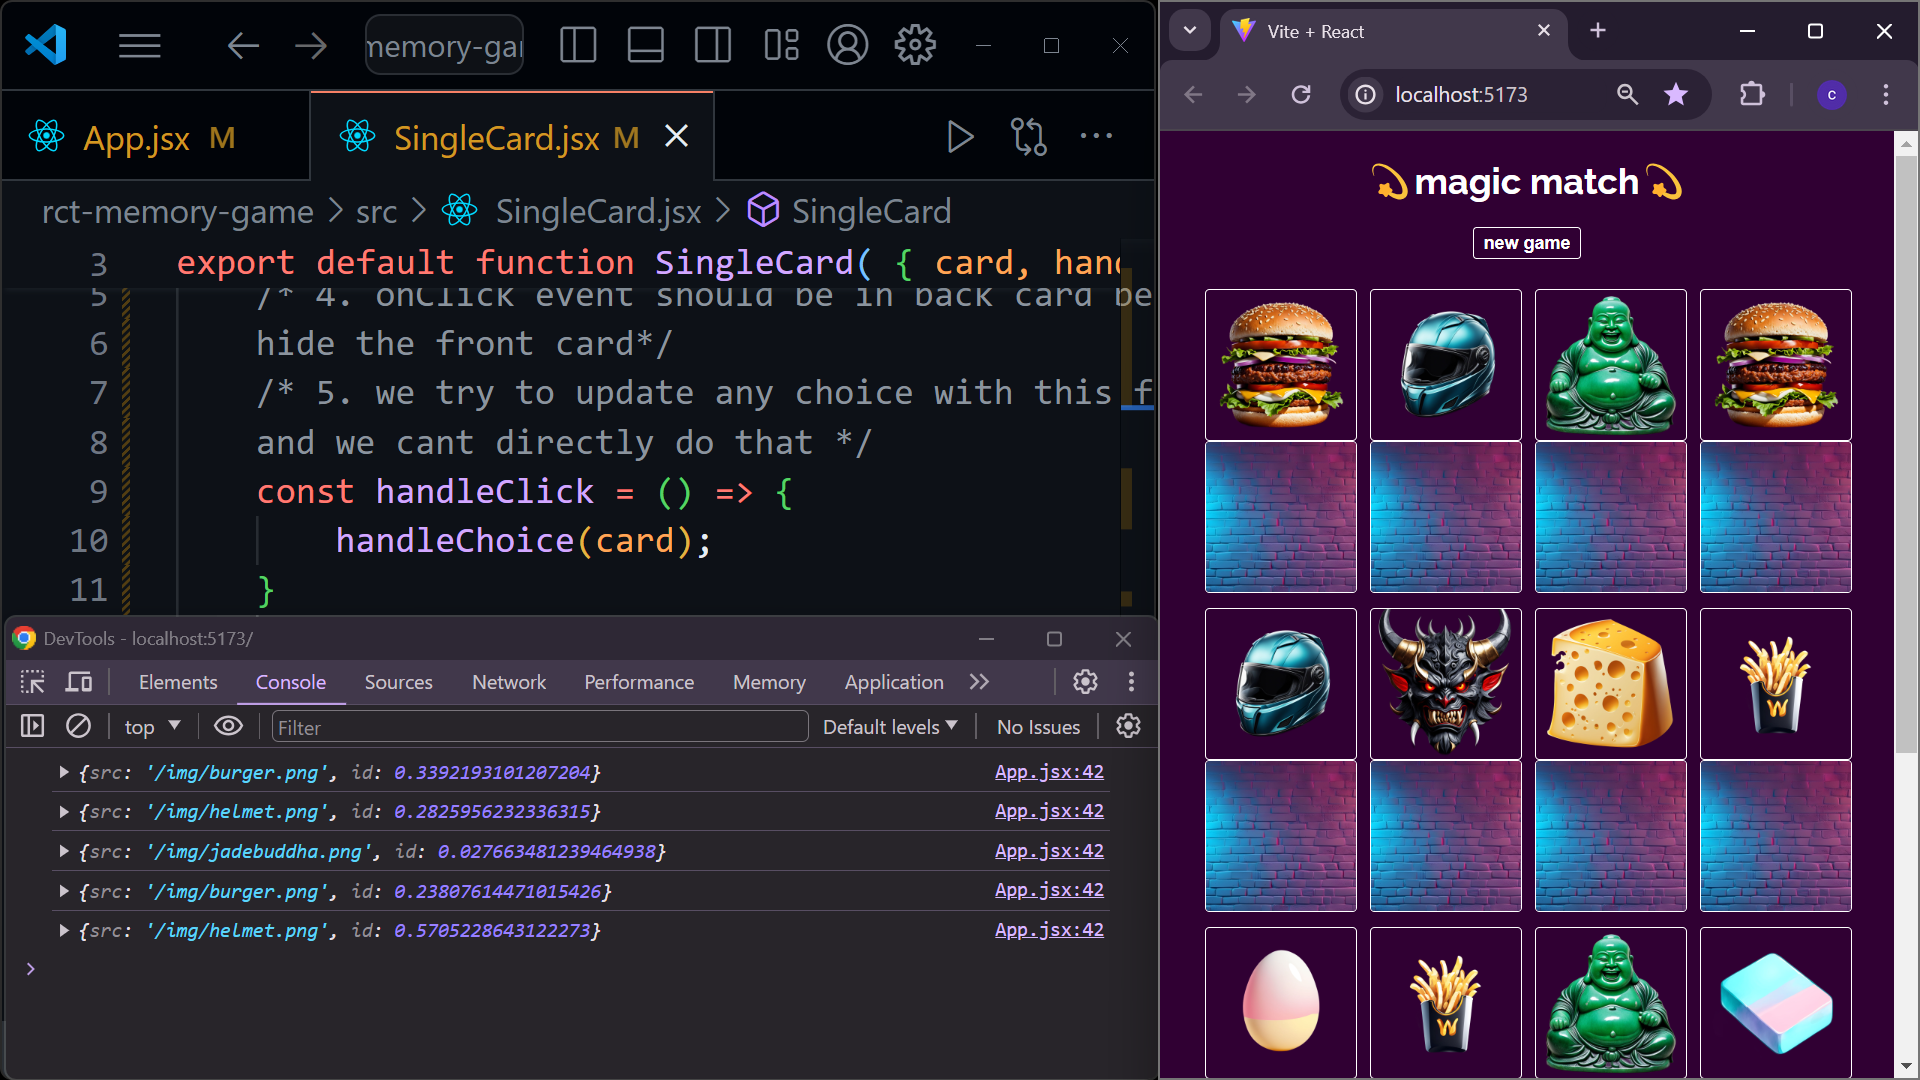 memory-gam
App.jsx M
SingleCard.jsx M
rct-memory-game > src > SingleCard.jsx > SingleCard
3 export default function SingleCard( { card, hand
5 /* 4. onClick event should be in back card be
6 hide the front card*/
7 /* 5. we try to update any choice with this f
8 and we cant directly do that */
9 const handleClick = () => {
10 handleChoice(card);
11 }
DevTools - localhost:5173/
Elements Console Sources Network Performance Memory Application
top Filter Default levels No Issues
{src: '/img/burger.png', id: 0.3392193101207204} App.jsx:42
{src: '/img/helmet.png', id: 0.2825956232336315} App.jsx:42
{src: '/img/jadebuddha.png', id: 0.027663481239464938} App.jsx:42
{src: '/img/burger.png', id: 0.23807614471015426} App.jsx:42
{src: '/img/helmet.png', id: 0.5705228643122273} App.jsx:42
Vite + React
localhost:5173
c
magic match
new game